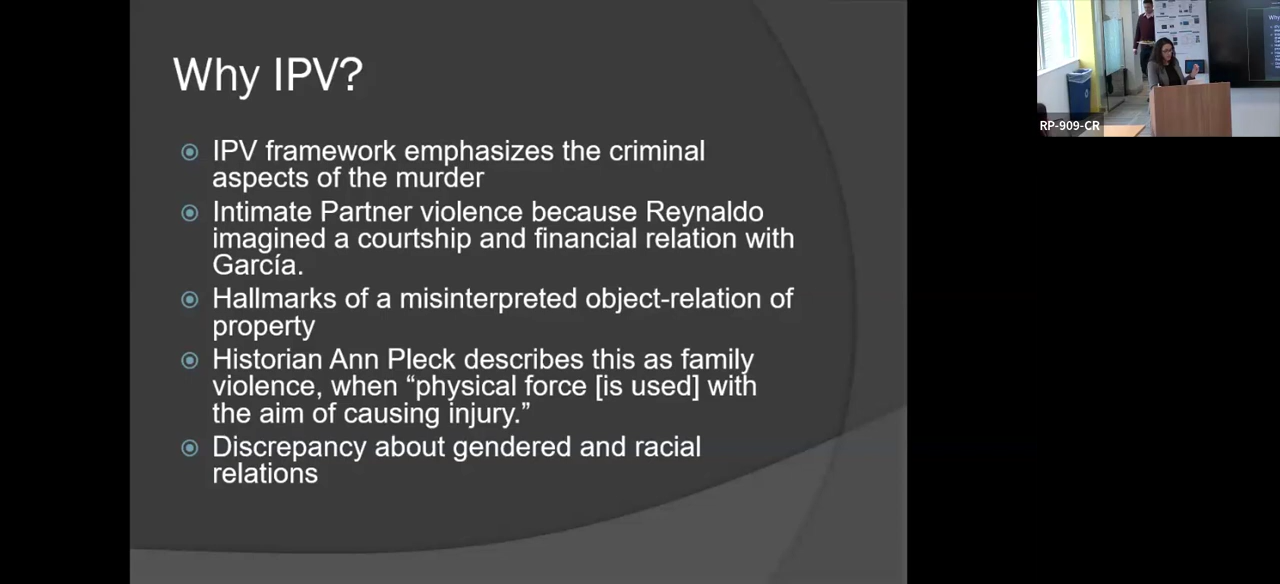 Why IPV?
IPV framework emphasizes the criminal
aspects of the murder
Intimate Partner violence because Reynaldo
imagined a courtship and financial relation with
García.
Hallmarks of a misinterpreted object-relation of
property
Historian Ann Pleck describes this as family
violence, when “physical force [is used] with
the aim of causing injury.”
Discrepancy about gendered and racial
relations
RP-909-CR